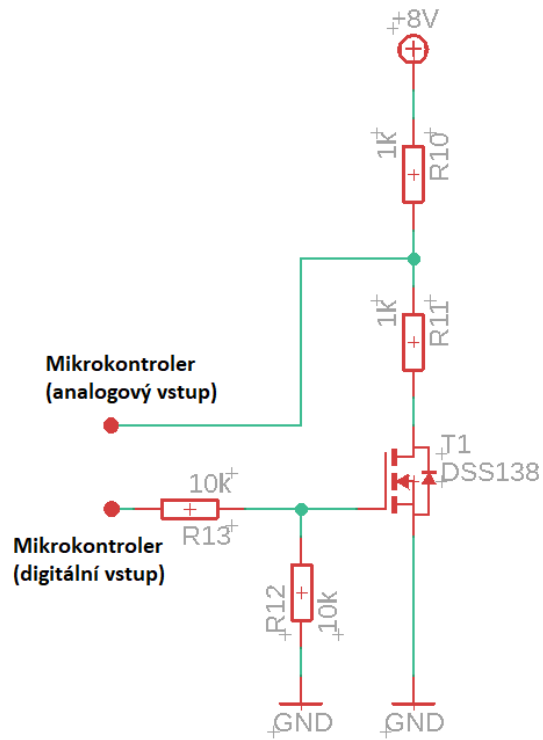 +8V
1k
R10
1k
R11
Mikrokontroler
(analogový vstup)
T1
DSS138
10k
R13
Mikrokontroler
(digitální vstup)
R12
10k
GND
GND